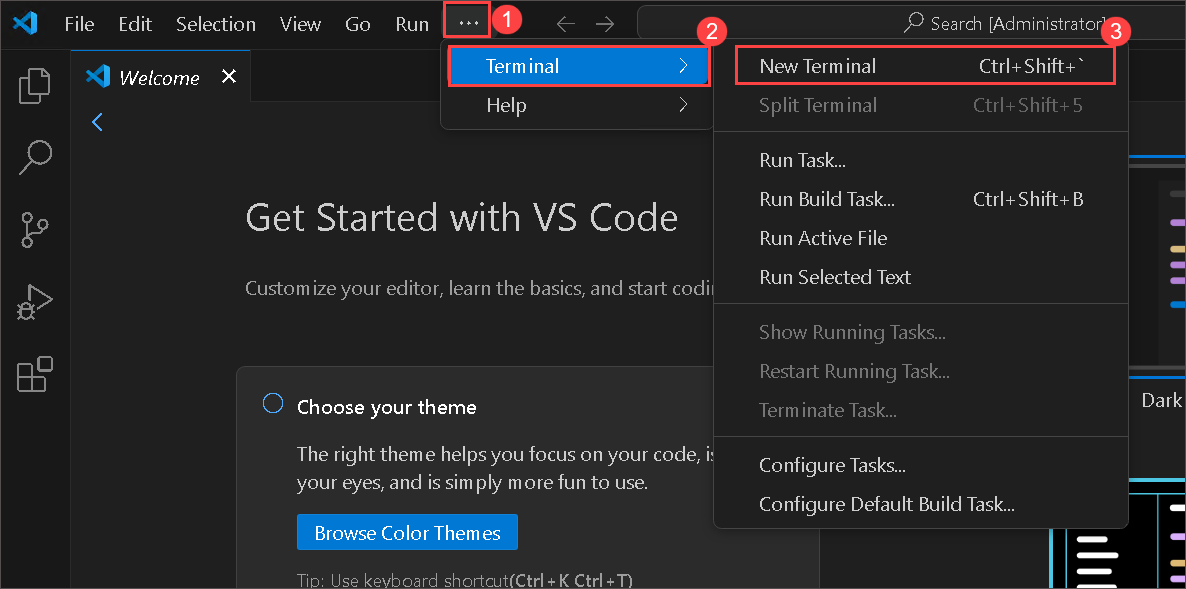 File Edit Selection View Go Run ··· 1 Search [Administrator]
Welcome
Terminal 2
Help
New Terminal Ctrl+Shift+` 3
Split Terminal Ctrl+Shift+5
Run Task...
Run Build Task... Ctrl+Shift+B
Run Active File
Run Selected Text
Show Running Tasks...
Restart Running Task...
Terminate Task...
Configure Tasks...
Configure Default Build Task...
Get Started with VS Code
Customize your editor, learn the basics, and start
Choose your theme
The right theme helps you focus on your code,
your eyes, and is simply more fun to use.
Browse Color Themes
Tip: Use keyboard shortcut(Ctrl+K Ctrl+T)
Dark